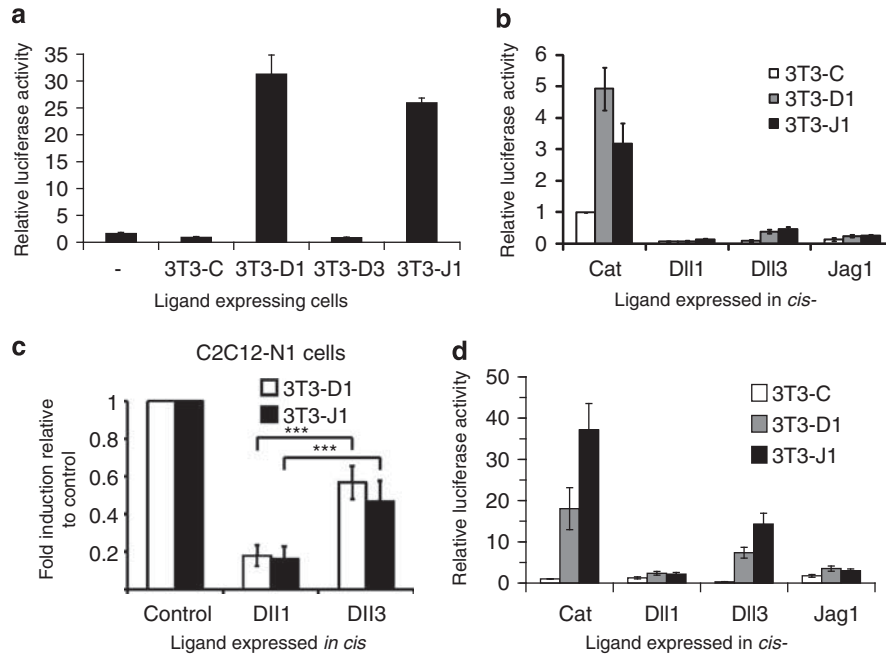 a
Relative luciferase activity
35
30
25
20
15
10
5
0
- 3T3-C 3T3-D1 3T3-D3 3T3-J1
Ligand expressing cells
b
Relative luciferase activity
6
5
4
3
2
1
0
3T3-C
3T3-D1
3T3-J1
Cat Dll1 Dll3 Jag1
Ligand expressed in cis-
c
C2C12-N1 cells
Fold induction relative
to control
1
0.8
0.6
0.4
0.2
3T3-D1
3T3-J1
***
***
Control Dll1 Dll3
Ligand expressed in cis
d
Relative luciferase activity
50
40
30
20
10
0
3T3-C
3T3-D1
3T3-J1
Cat Dll1 Dll3 Jag1
Ligand expressed in cis-